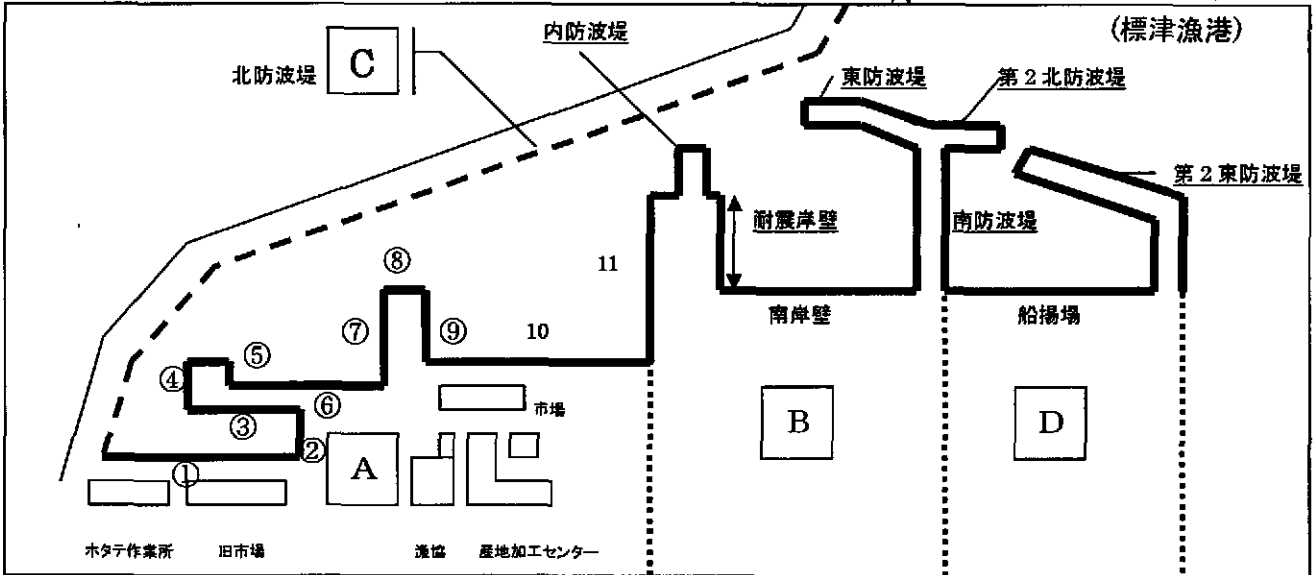 (標津漁港)
内防波堤
北防波堤
C
東防波堤
第2北防波堤
第2東防波堤
耐震岸壁
南防波堤
⑧
11
南岸壁
船揚場
⑦
⑨
10
⑤
④
⑥
市場
③
B
D
②
A
①
ホタテ作業所
旧市場
漁協
産地加工センター